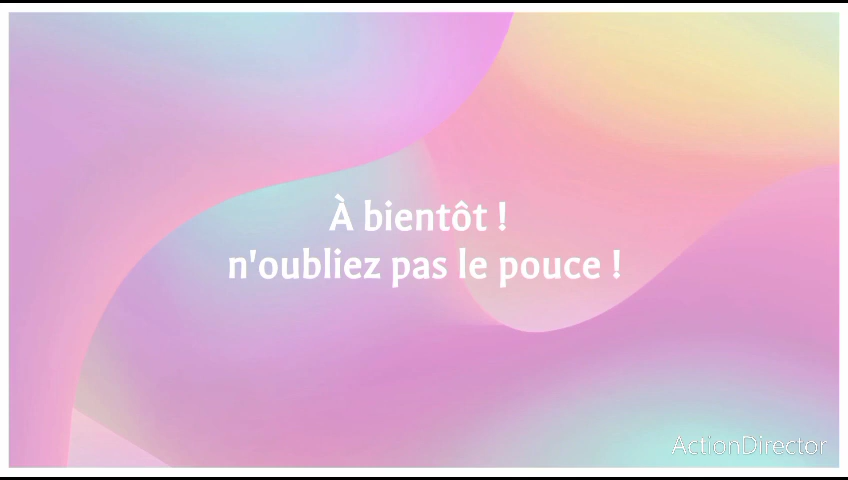 À bientôt !
n'oubliez pas le pouce !
ActionDirector